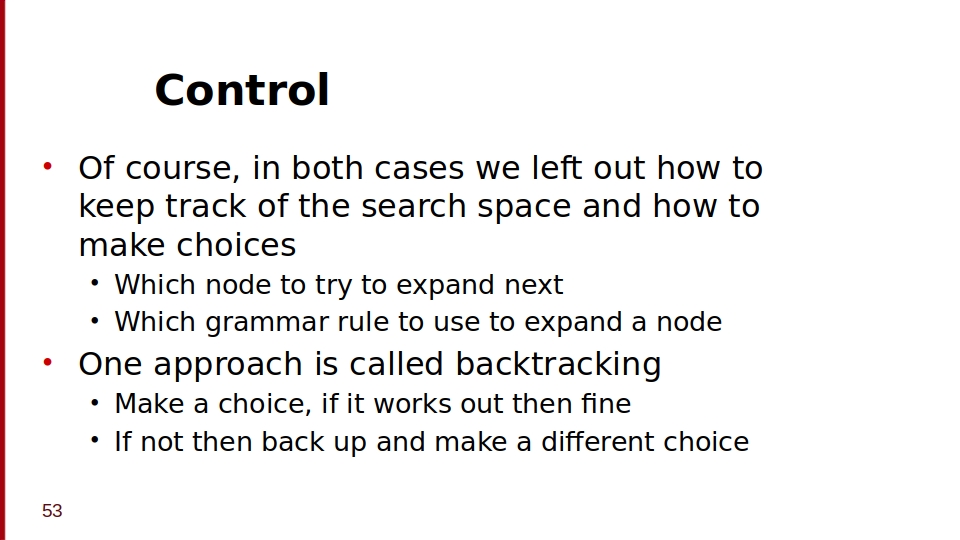 Control
• Of course, in both cases we left out how to
keep track of the search space and how to
make choices
• Which node to try to expand next
• Which grammar rule to use to expand a node
• One approach is called backtracking
• Make a choice, if it works out then fine
• If not then back up and make a different choice
53